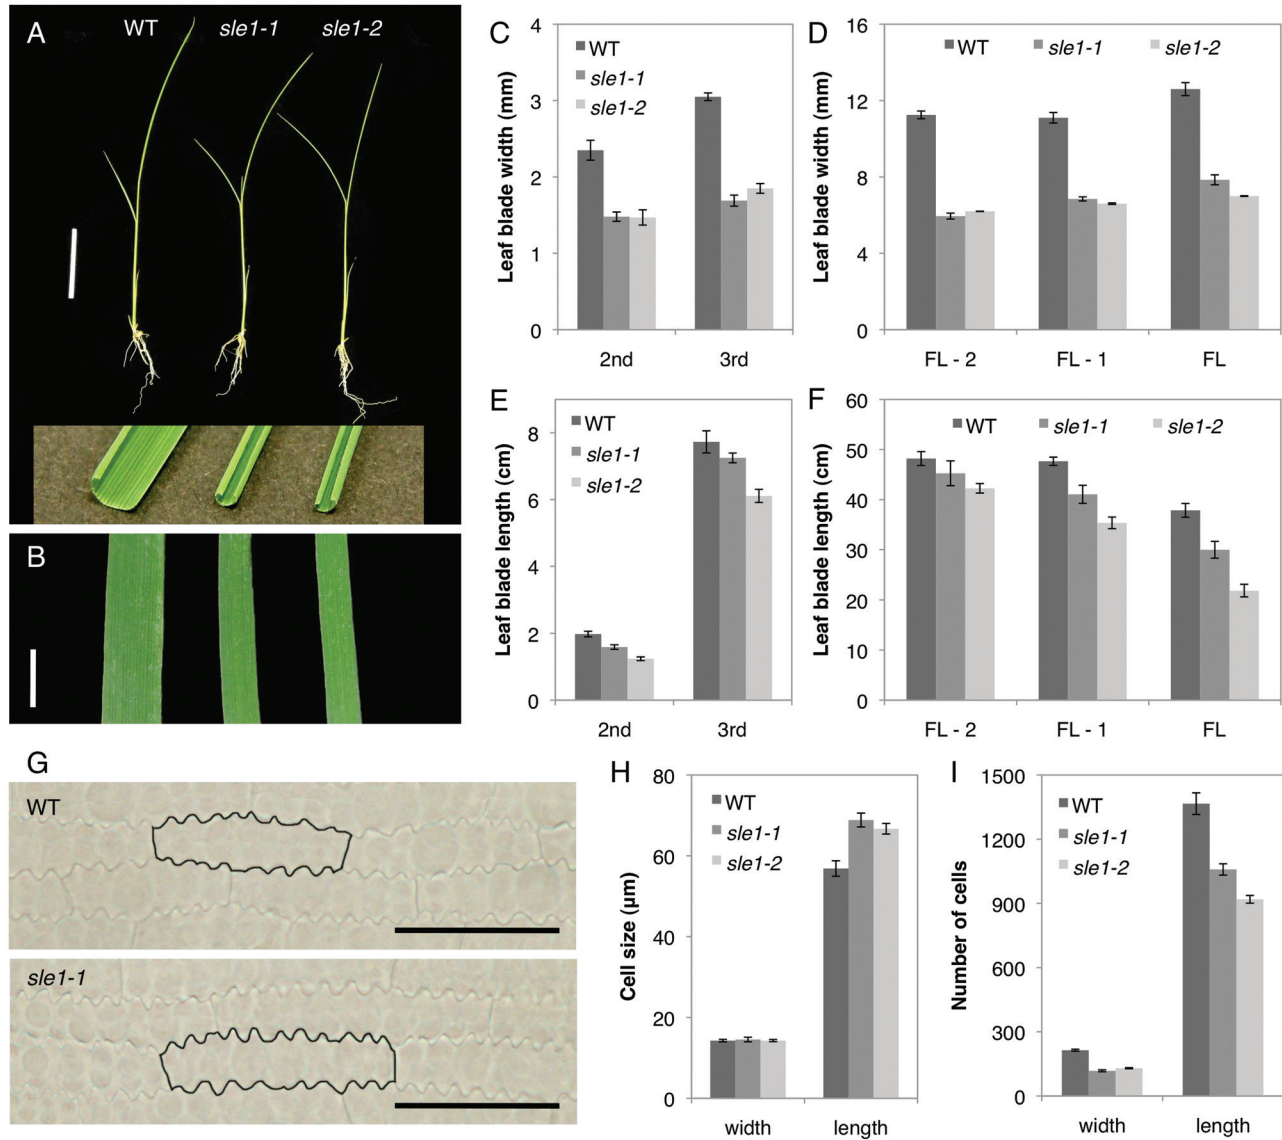 A
WT
sle1-1
sle1-2
B
C
Leaf blade width (mm)
4
3
2
1
0
WT
sle1-1
sle1-2
2nd
3rd
D
Leaf blade width (mm)
16
12
8
4
0
WT
sle1-1
sle1-2
FL - 2
FL - 1
FL
E
Leaf blade length (cm)
8
6
4
2
0
WT
sle1-1
sle1-2
2nd
3rd
F
Leaf blade length (cm)
60
50
40
30
20
10
0
WT
sle1-1
sle1-2
FL - 2
FL - 1
FL
G
WT
sle1-1
H
Cell size (µm)
80
60
40
20
0
WT
sle1-1
sle1-2
width
length
I
Number of cells
1500
1200
900
600
300
0
WT
sle1-1
sle1-2
width
length